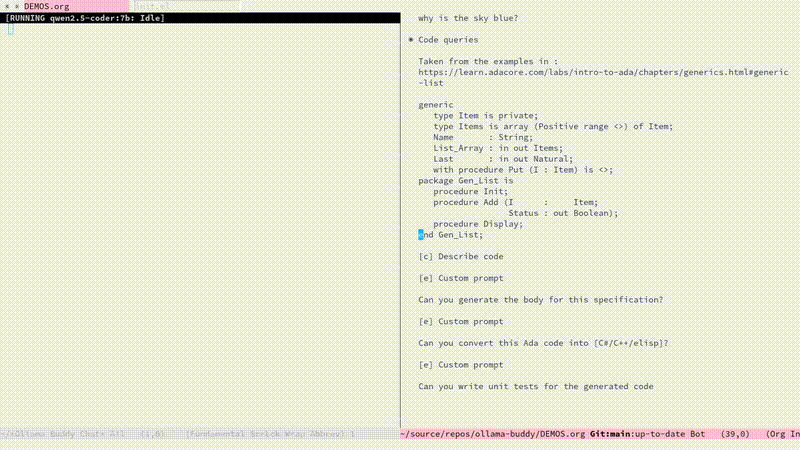 × × DEMOS.org
init.el
[RUNNING qwen2.5-coder:7b: Idle]
why is the sky blue?
* Code queries
Taken from the examples in :
https://learn.adacore.com/labs/intro-to-ada/chapters/generics.html#generic
-list
generic
type Item is private;
type Items is array (Positive range <>) of Item;
Name : String;
List_Array : in out Items;
Last : in out Natural;
with procedure Put (I : Item) is <>;
package Gen_List is
procedure Init;
procedure Add (I : Item;
Status : out Boolean);
procedure Display;
end Gen_List;
[c] Describe code
[e] Custom prompt
Can you generate the body for this specification?
[e] Custom prompt
Can you convert this Ada code into [C#/C++/elisp]?
[e] Custom prompt
Can you write unit tests for the generated code
Ollama Buddy Chat (1,0) [Fundamental Wrap Abbrev] 1
~/source/repos/ollama-buddy/DEMOS.org Git:main:up-to-date Bot (39,0) (Org In